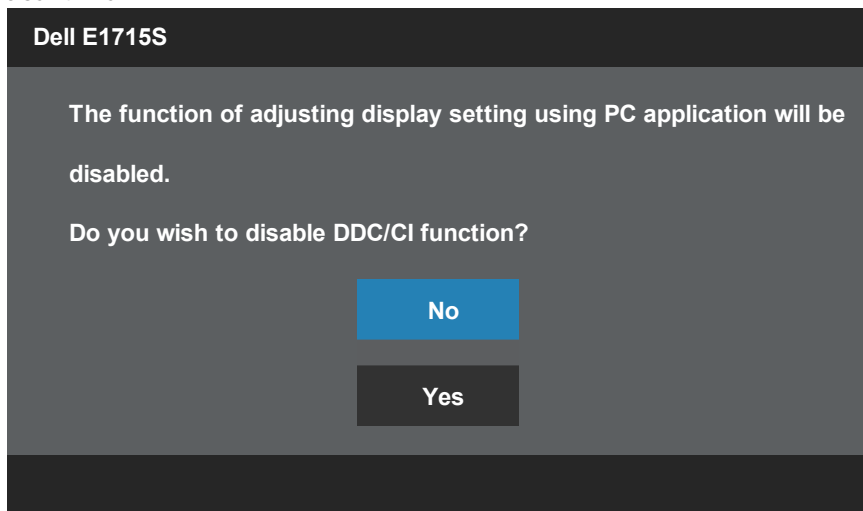 Dell E1715S
The function of adjusting display setting using PC application will be
disabled.
Do you wish to disable DDC/CI function?
No
Yes